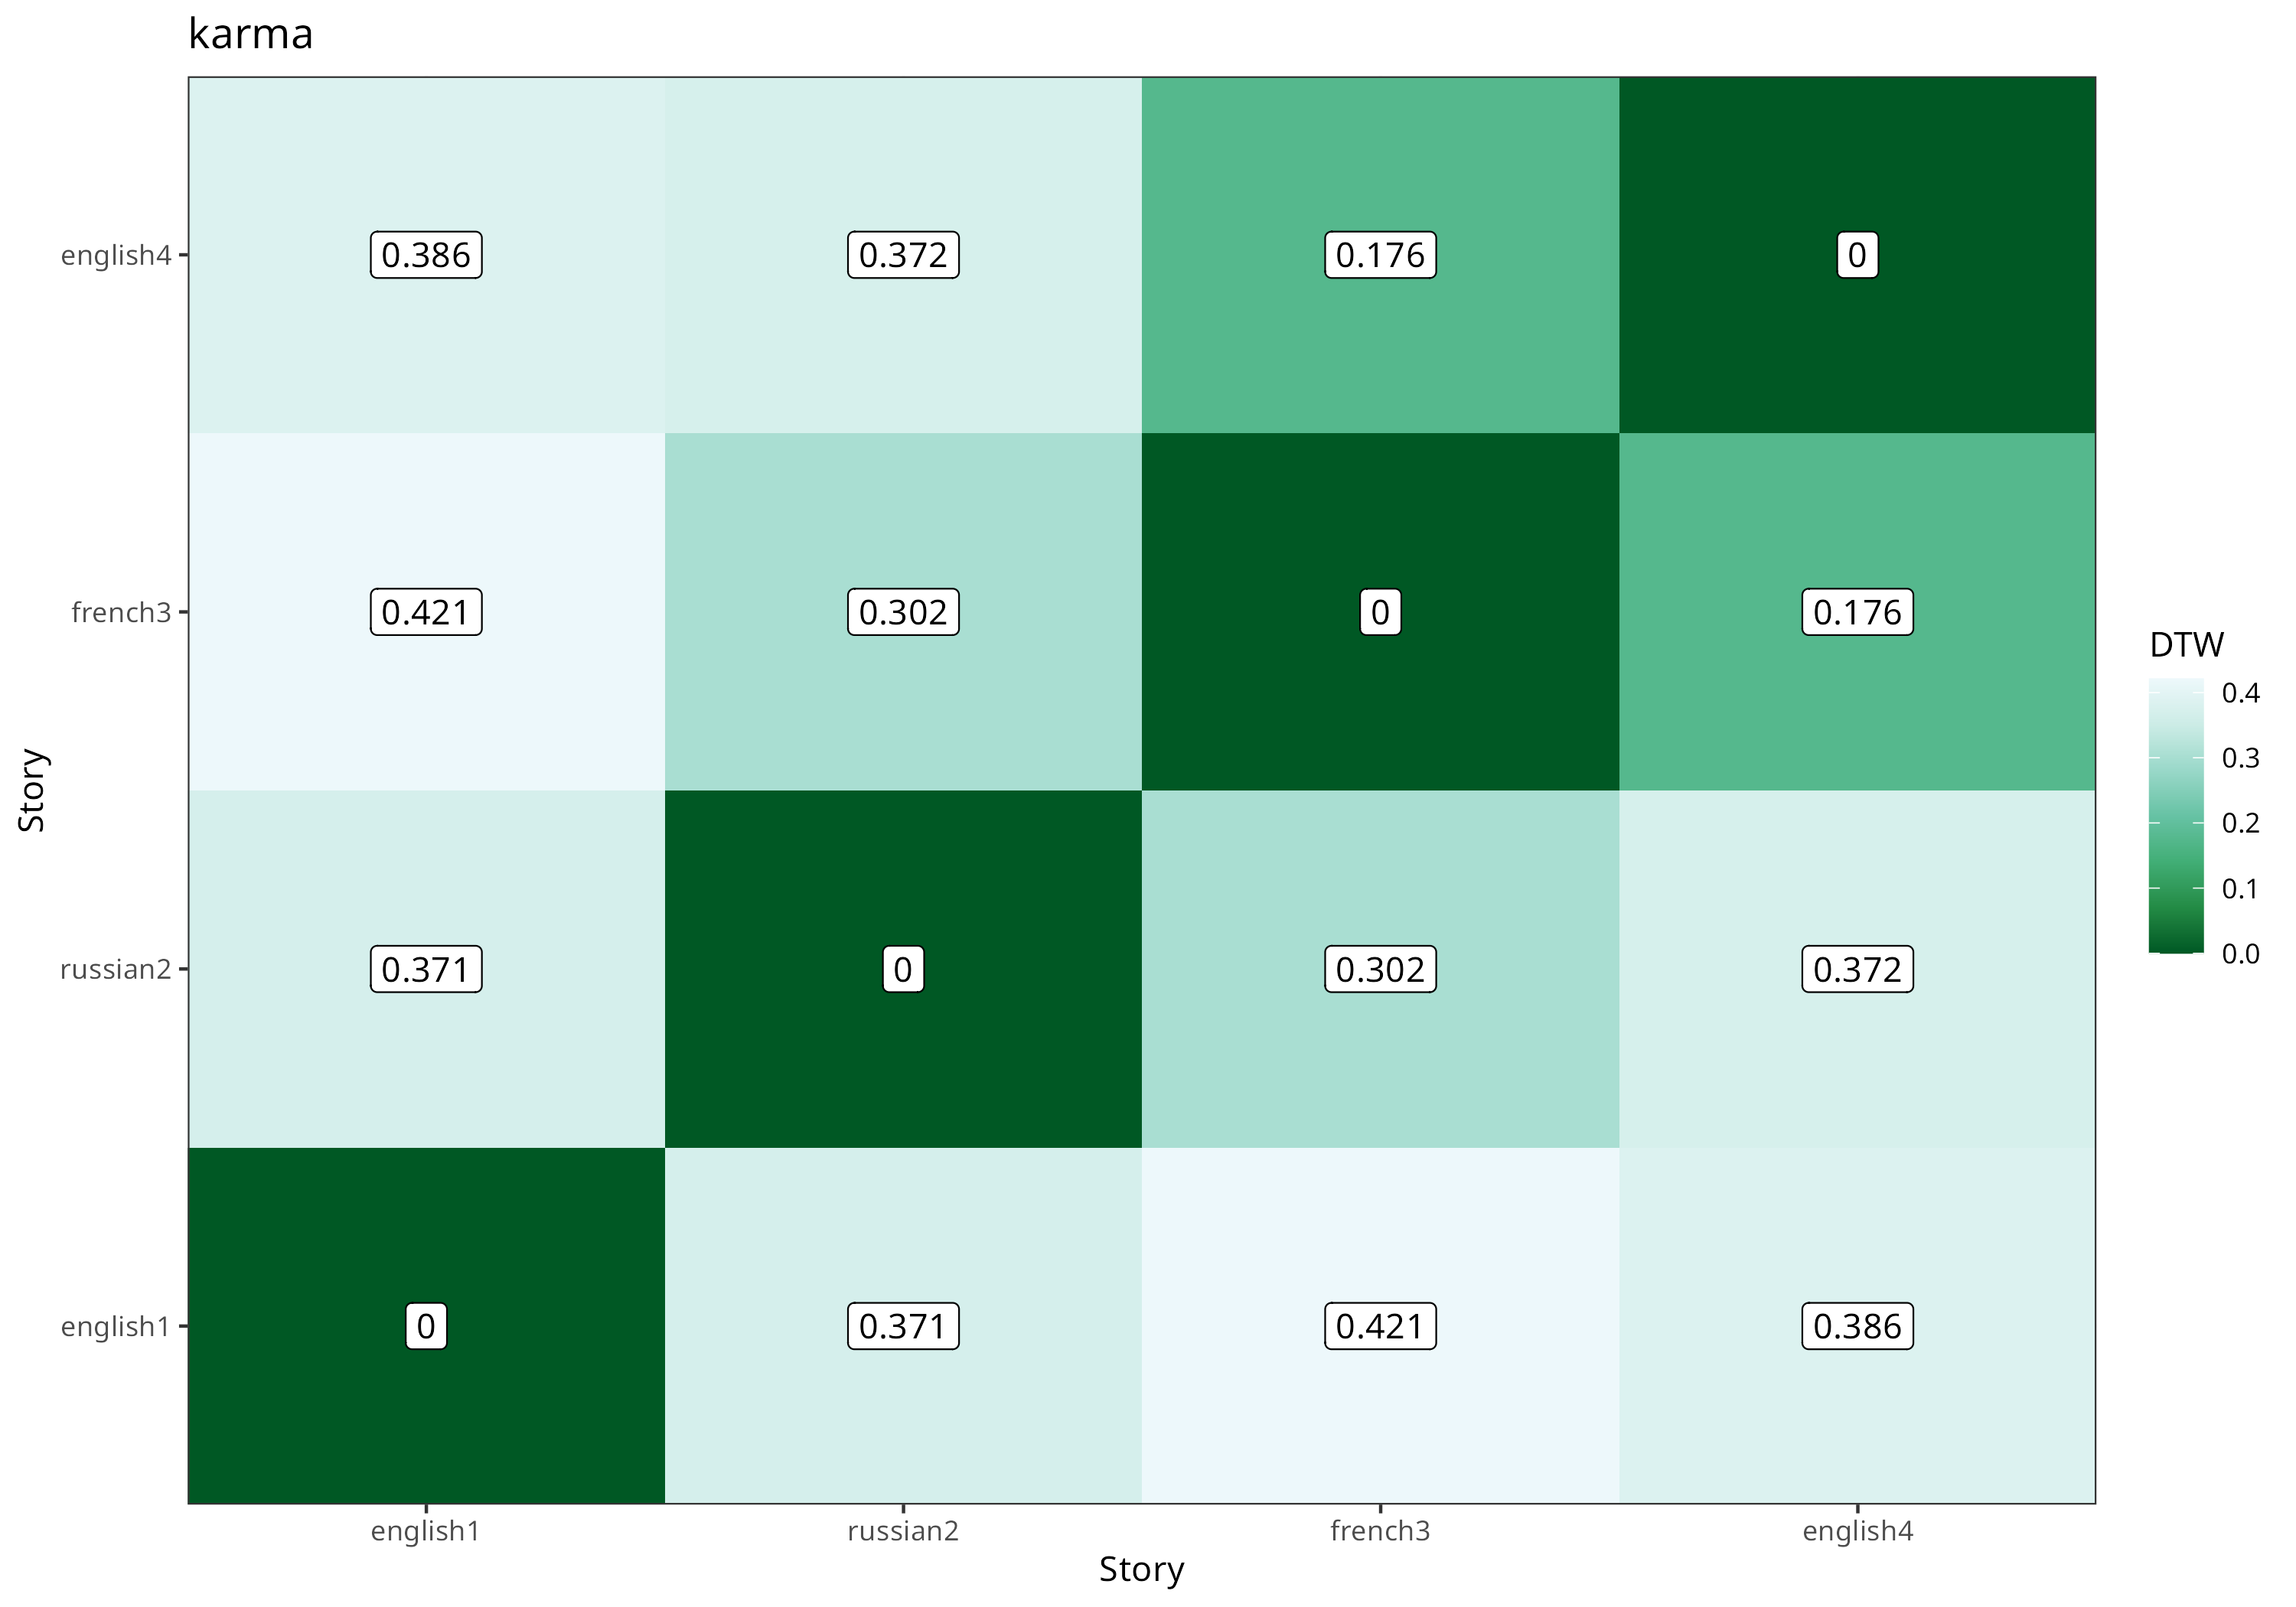 karma
english4
0.386 0.372 0.176 0
french3
0.421 0.302 0 0.176
russian2
0.371 0 0.302 0.372
english1
0 0.371 0.421 0.386
english1 russian2 french3 english4
Story
Story
DTW
0.4
0.3
0.2
0.1
0.0